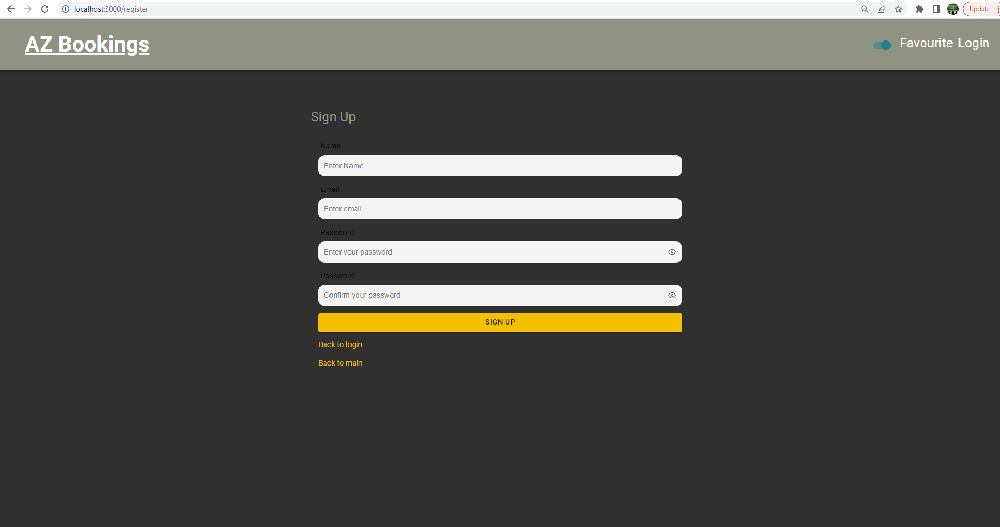 localhost:3000/register
Update
AZ Bookings
Favourite Login
Sign Up
Name
Enter Name
Email
Enter email
Password
Enter your password
Password
Confirm your password
SIGN UP
Back to login
Back to main